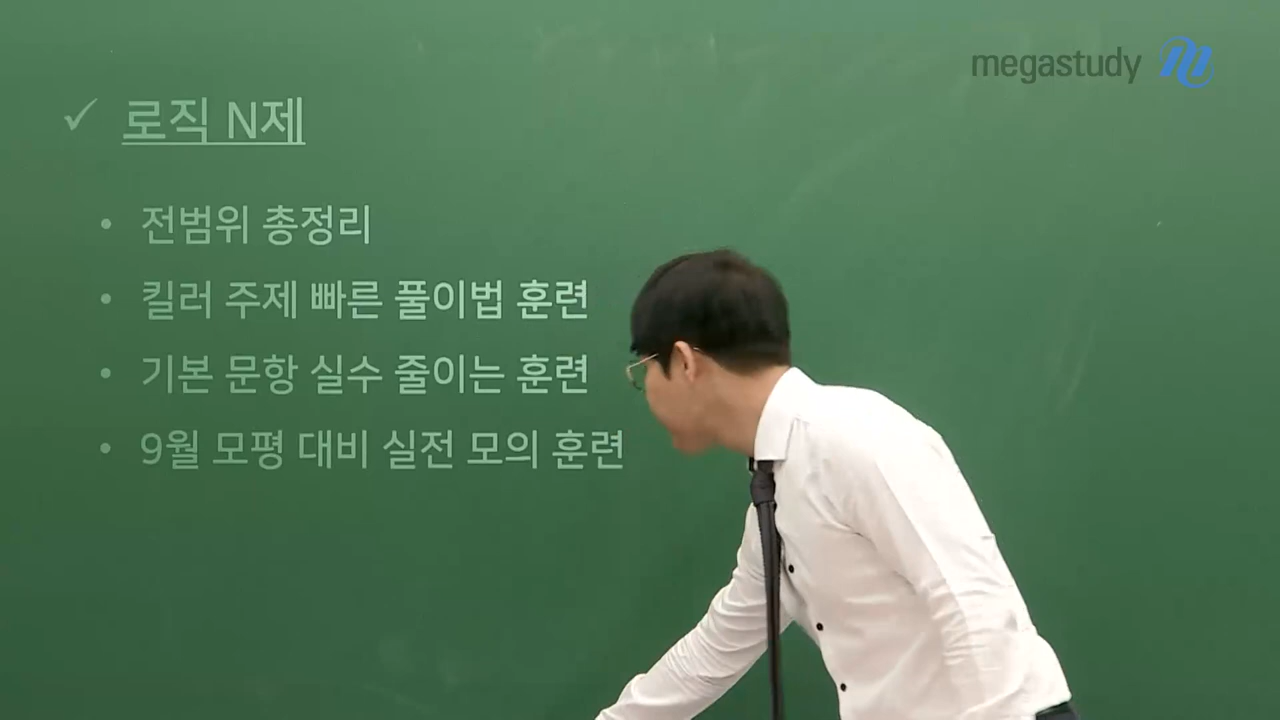 megastudy
✓ 로직 N제
• 전범위 총정리
• 킬러 주제 빠른 풀이법 훈련
• 기본 문항 실수 줄이는 훈련
• 9월 모평 대비 실전 모의 훈련